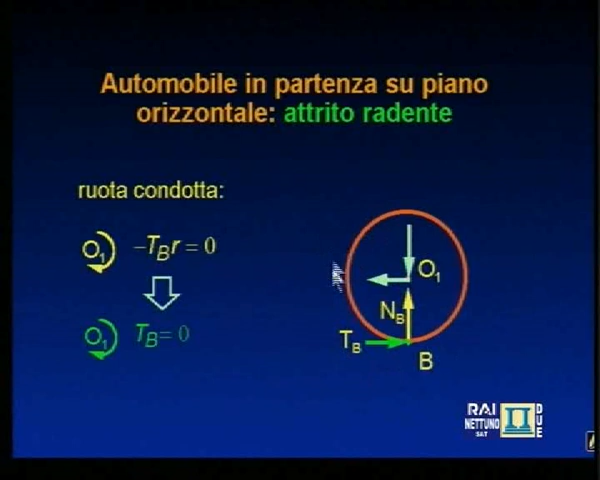 Automobile in partenza su piano
orizzontale: attrito radente
ruota condotta:
O1 –TBr = 0
O1 TB= 0
O1
NB
TB
B
RAI
NETTUNO
SAT
DUE